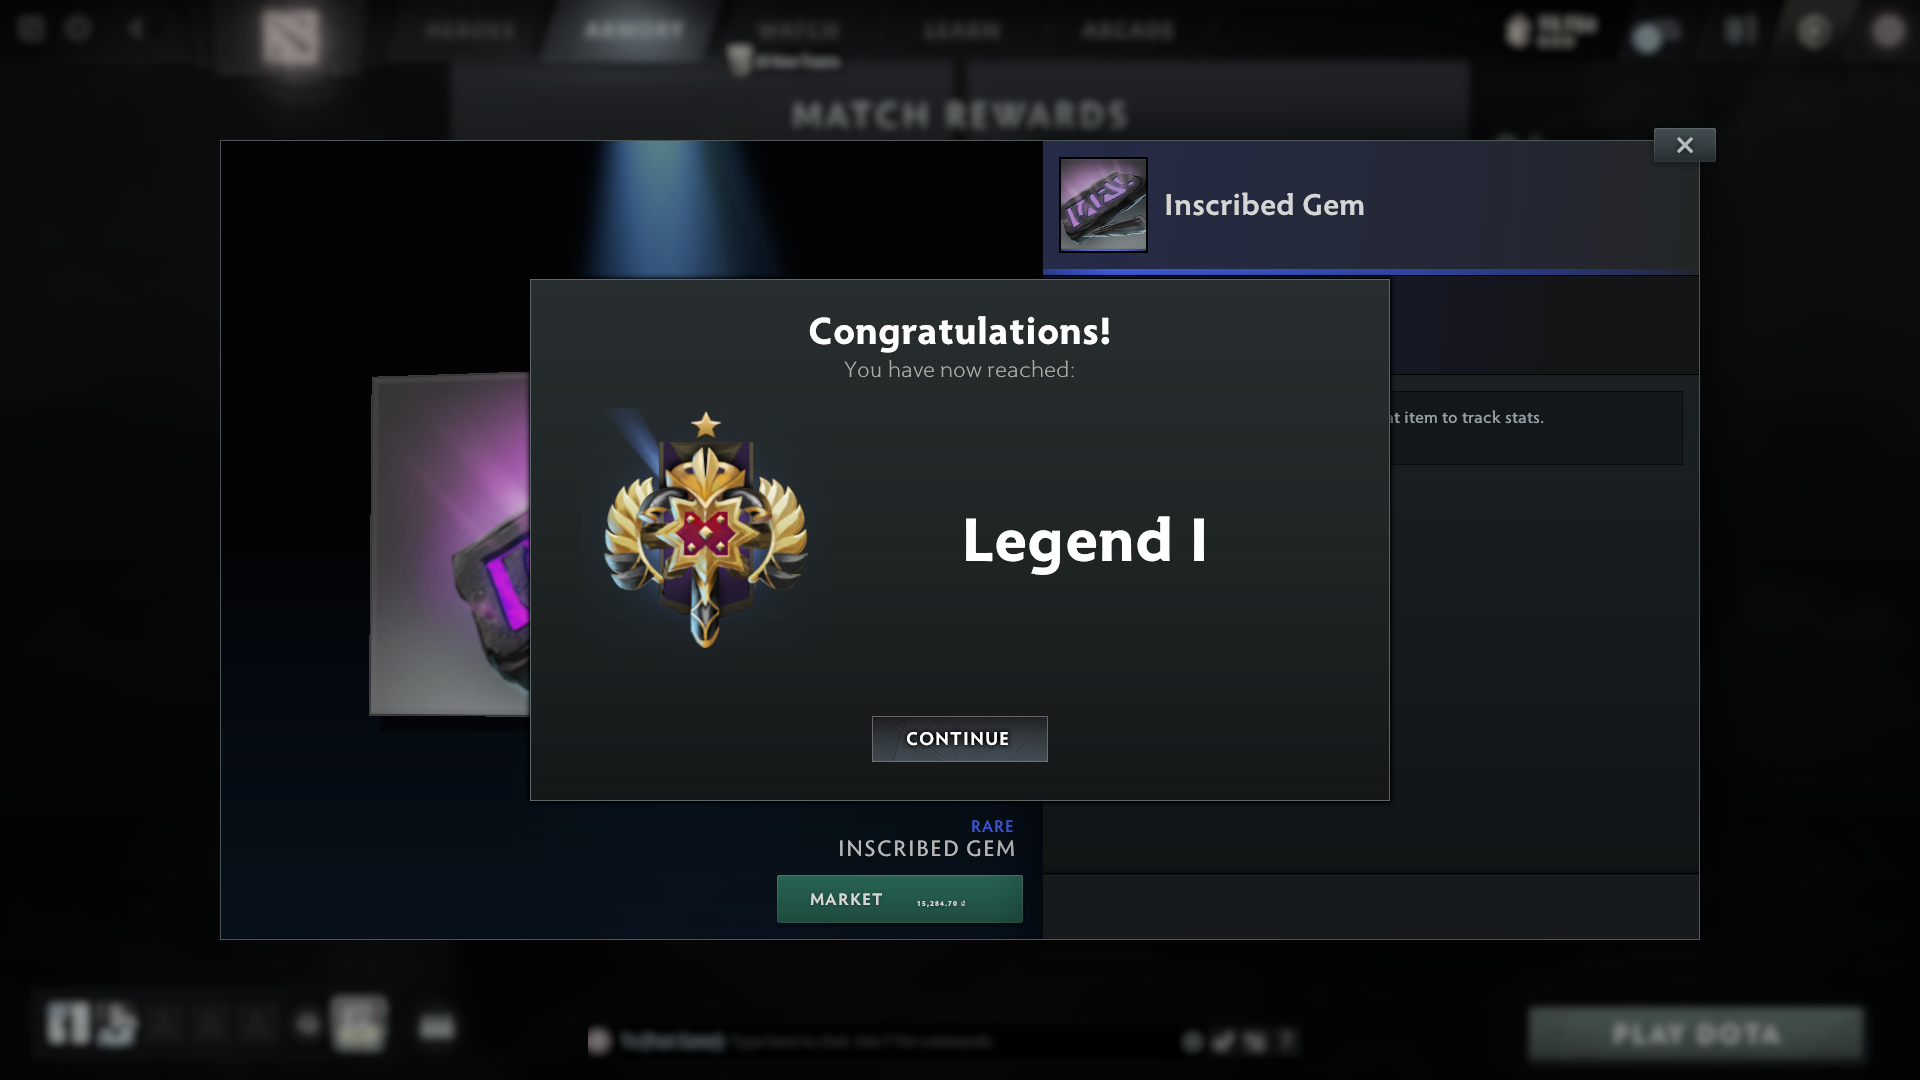 HEROES
ARMORY
WATCH
LEARN
ARCADE
MATCH REWARDS
Inscribed Gem
Congratulations!
You have now reached:
nt item to track stats.
Legend I
CONTINUE
RARE
INSCRIBED GEM
MARKET 15,284.70 ₫
PLAY DOTA